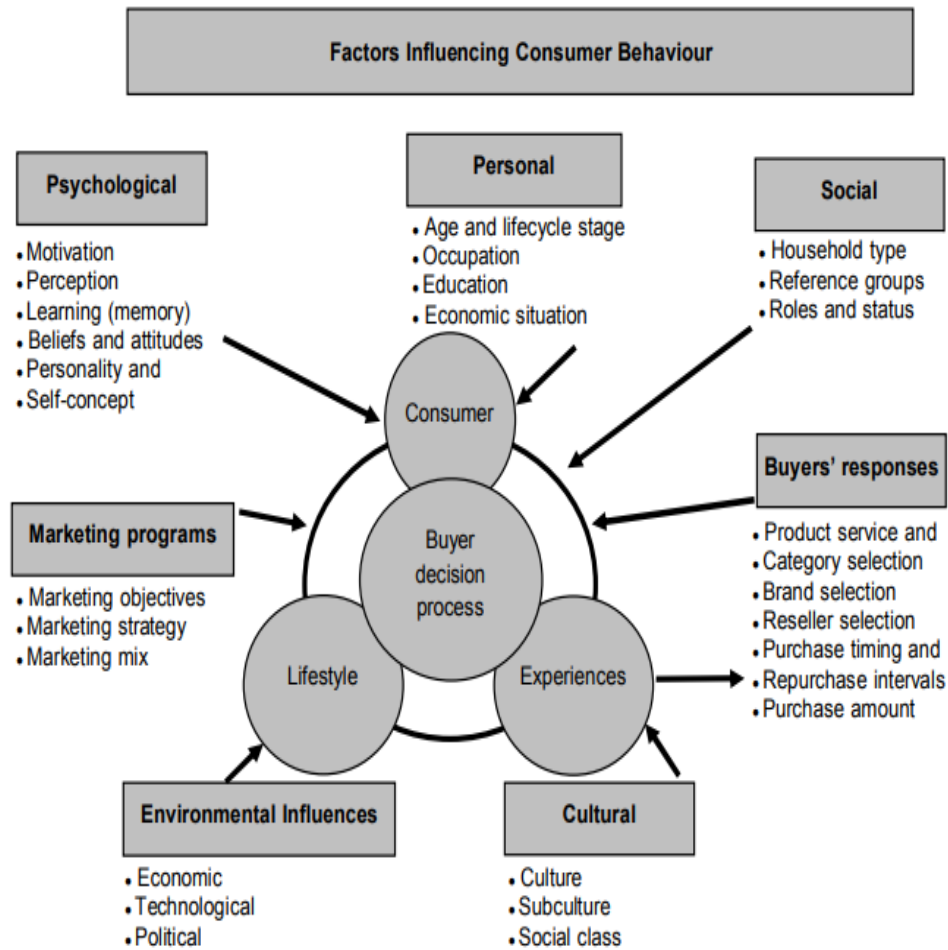 Factors Influencing Consumer Behaviour
Psychological
• Motivation
• Perception
• Learning (memory)
• Beliefs and attitudes
• Personality and
• Self-concept
Personal
• Age and lifecycle stage
• Occupation
• Education
• Economic situation
Social
• Household type
• Reference groups
• Roles and status
Consumer
Buyer
decision
process
Lifestyle
Experiences
Marketing programs
• Marketing objectives
• Marketing strategy
• Marketing mix
Buyers’ responses
• Product service and
• Category selection
• Brand selection
• Reseller selection
• Purchase timing and
• Repurchase intervals
• Purchase amount
Environmental Influences
• Economic
• Technological
• Political
Cultural
• Culture
• Subculture
• Social class